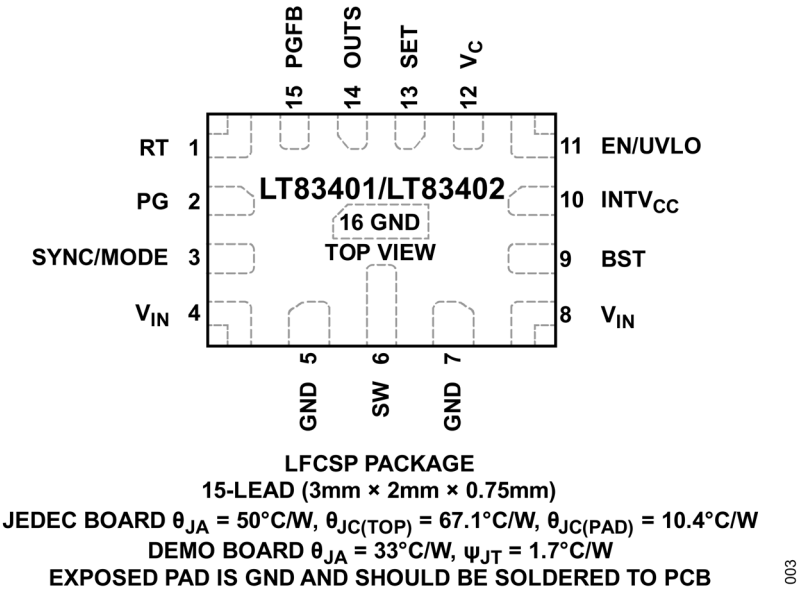 15 PGFB
14 OUTS
13 SET
12 VC
RT 1
PG 2
SYNC/MODE 3
VIN 4
11 EN/UVLO
10 INTVCC
9 BST
8 VIN
LT83401/LT83402
16 GND
TOP VIEW
GND 5
SW 6
GND 7
LFCSP PACKAGE
15-LEAD (3mm × 2mm × 0.75mm)
JEDEC BOARD θJA = 50°C/W, θJC(TOP) = 67.1°C/W, θJC(PAD) = 10.4°C/W
DEMO BOARD θJA = 33°C/W, ψJT = 1.7°C/W
EXPOSED PAD IS GND AND SHOULD BE SOLDERED TO PCB
003